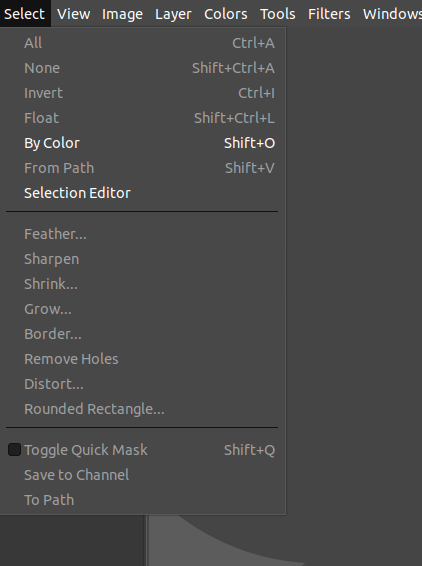 Select View Image Layer Colors Tools Filters Windows
All Ctrl+A
None Shift+Ctrl+A
Invert Ctrl+I
Float Shift+Ctrl+L
By Color Shift+O
From Path Shift+V
Selection Editor
Feather...
Sharpen
Shrink...
Grow...
Border...
Remove Holes
Distort...
Rounded Rectangle...
Toggle Quick Mask Shift+Q
Save to Channel
To Path